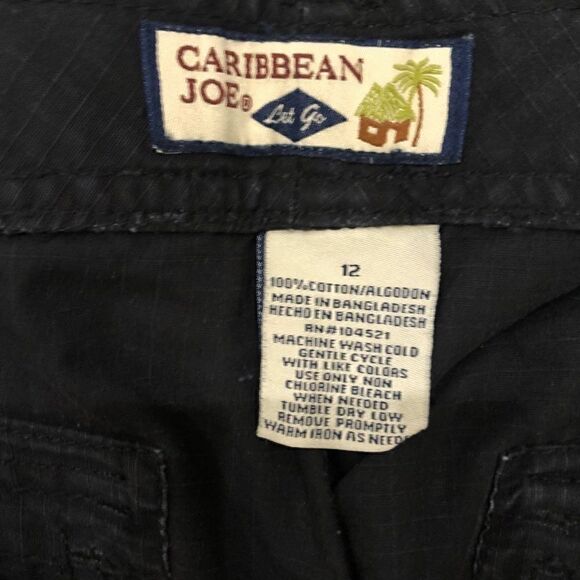 CARIBBEAN
JOE®
Let Go
12
100%COTTON/ALGODON
MADE IN BANGLADESH
HECHO EN BANGLADESH
RN#104521
MACHINE WASH COLD
GENTLE CYCLE
WITH LIKE COLORS
USE ONLY NON
CHLORINE BLEACH
WHEN NEEDED
TUMBLE DRY LOW
REMOVE PROMPTLY
WARM IRON AS NEED